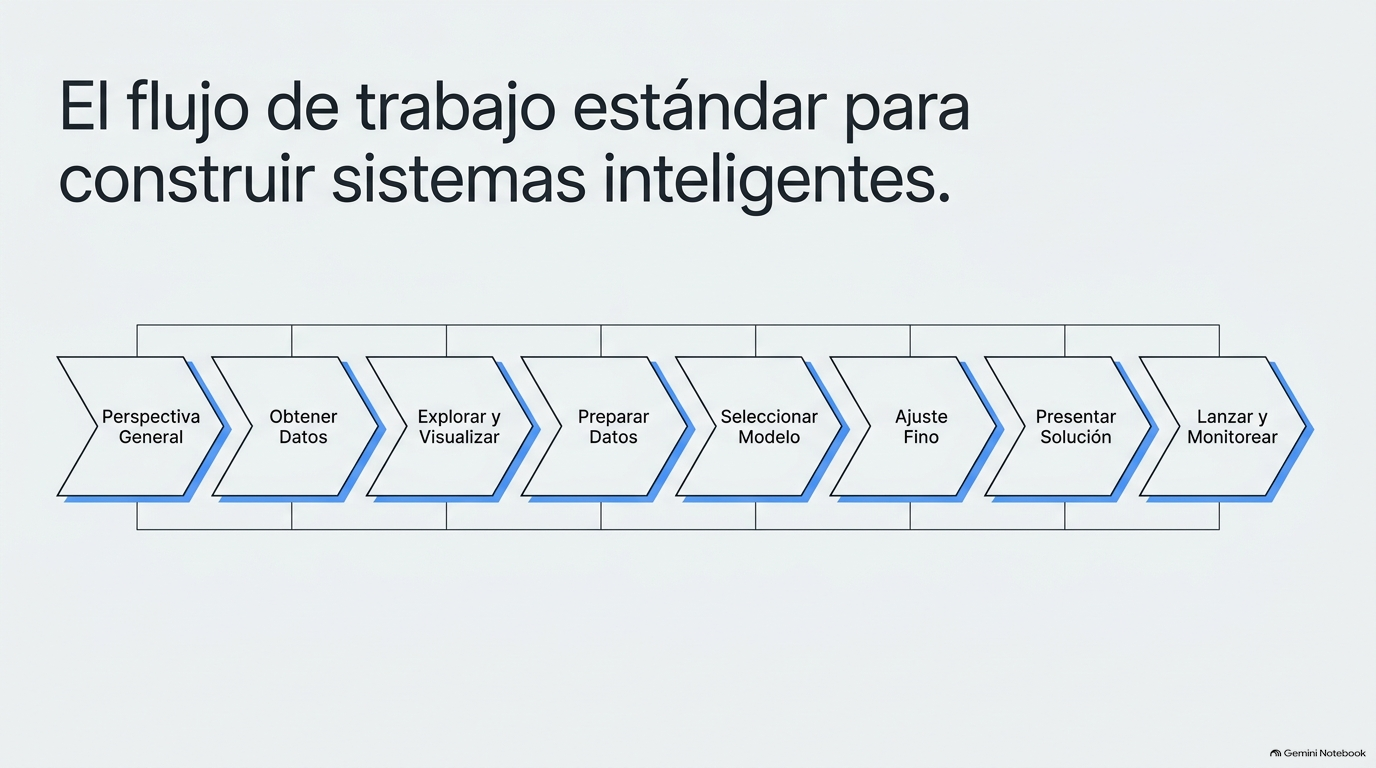 El flujo de trabajo estándar para
construir sistemas inteligentes.
Perspectiva
General
Obtener
Datos
Explorar y
Visualizar
Preparar
Datos
Seleccionar
Modelo
Ajuste
Fino
Presentar
Solución
Lanzar y
Monitorear
Gemini Notebook